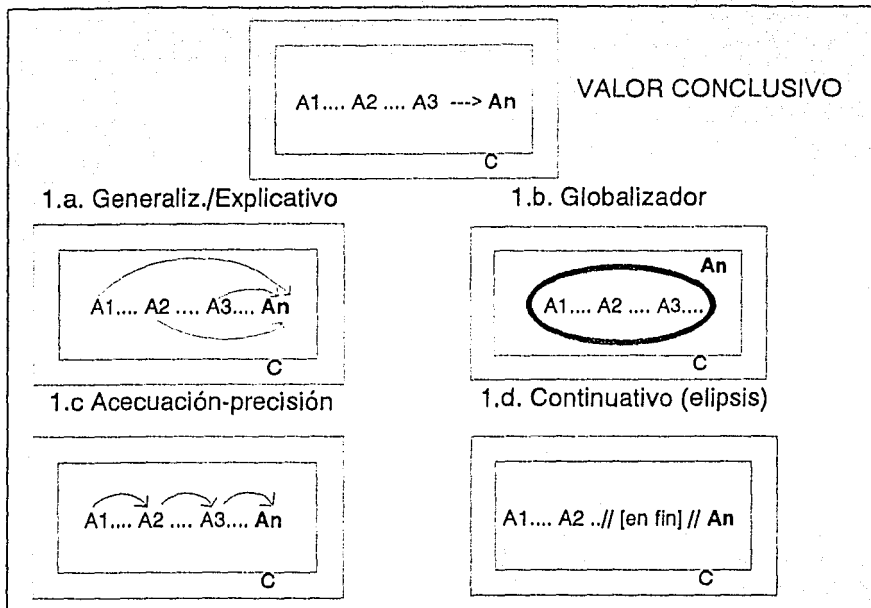 VALOR CONCLUSIVO
A1.... A2 .... A3 ---> An
C
1.a. Generaliz./Explicativo
1.b. Globalizador
A1.... A2 .... A3.... An
C
An
A1.... A2 .... A3....
C
1.c Acecuación-precisión
1.d. Continuativo (elipsis)
A1.... A2 .... A3.... An
C
A1.... A2 ..// [en fin] // An
C